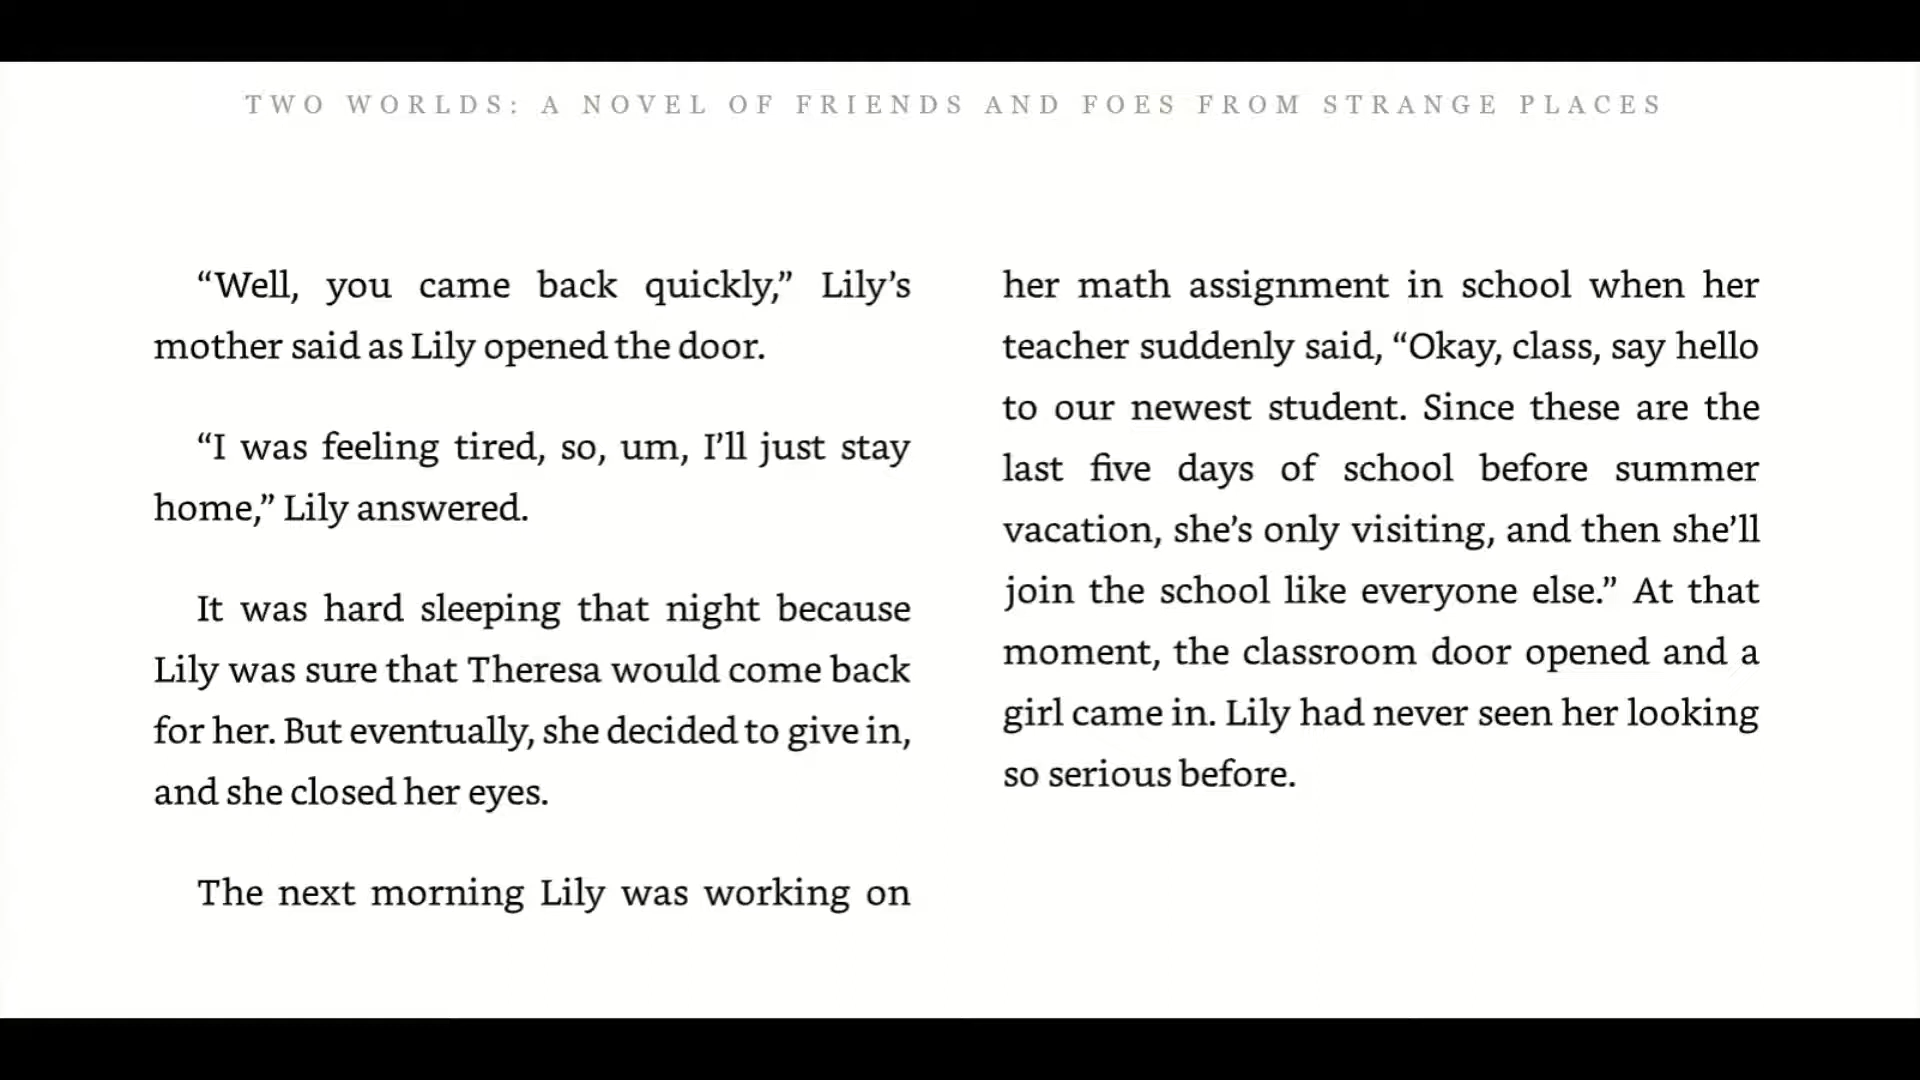 TWO WORLDS: A NOVEL OF FRIENDS AND FOES FROM STRANGE PLACES
“Well, you came back quickly,” Lily’s
mother said as Lily opened the door.
“I was feeling tired, so, um, I’ll just stay
home,” Lily answered.
It was hard sleeping that night because
Lily was sure that Theresa would come back
for her. But eventually, she decided to give in,
and she closed her eyes.
The next morning Lily was working on
her math assignment in school when her
teacher suddenly said, “Okay, class, say hello
to our newest student. Since these are the
last five days of school before summer
vacation, she’s only visiting, and then she’ll
join the school like everyone else.” At that
moment, the classroom door opened and a
girl came in. Lily had never seen her looking
so serious before.